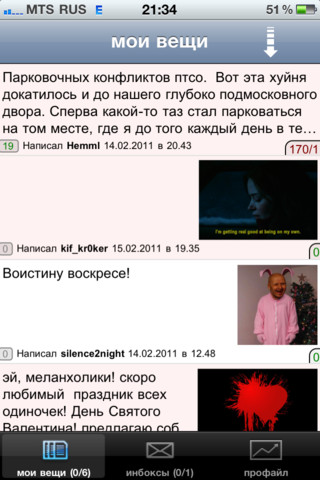 MTS RUS E 21:34 51 %
мои вещи
Парковочных конфликтов птсо. Вот эта хуйня
докатилось и до нашего глубоко подмосковного
двора. Сперва какой-то таз стал парковаться
на том месте, где я до того каждый день в те...
19 Написал Hemml 14.02.2011 в 20.43 170/1
I'm getting real good at being on my own.
0 Написал kif_kr0ker 15.02.2011 в 19.35 0
Воистину воскресе!
0 Написал silence2night 14.02.2011 в 12.48 0
эй, меланхолики! скоро
любимый праздник всех
одиночек! День Святого
Валентина! предлагаю соб
мои вещи (0/6) инбоксы (0/1) профайл